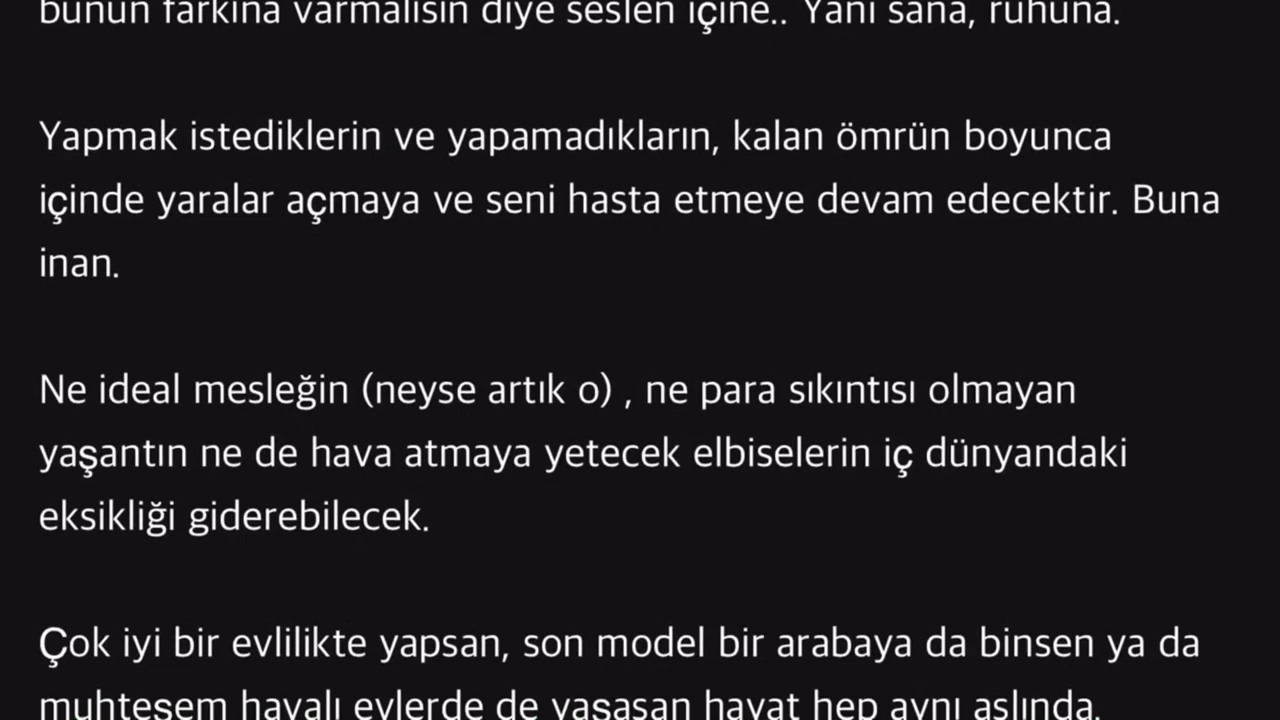 bunun farkına varmalısın diye seslen içine.. Yani sana, ruhuna.
Yapmak istediklerin ve yapamadıkların, kalan ömrün boyunca
içinde yaralar açmaya ve seni hasta etmeye devam edecektir. Buna
inan.
Ne ideal mesleğin (neyse artık o) , ne para sıkıntısı olmayan
yaşantın ne de hava atmaya yetecek elbiselerin iç dünyandaki
eksikliği giderebilecek.
Çok iyi bir evlilikte yapsan, son model bir arabaya da binsen ya da
muhteşem havalı evlerde de yaşasan hayat hep aynı aslında.